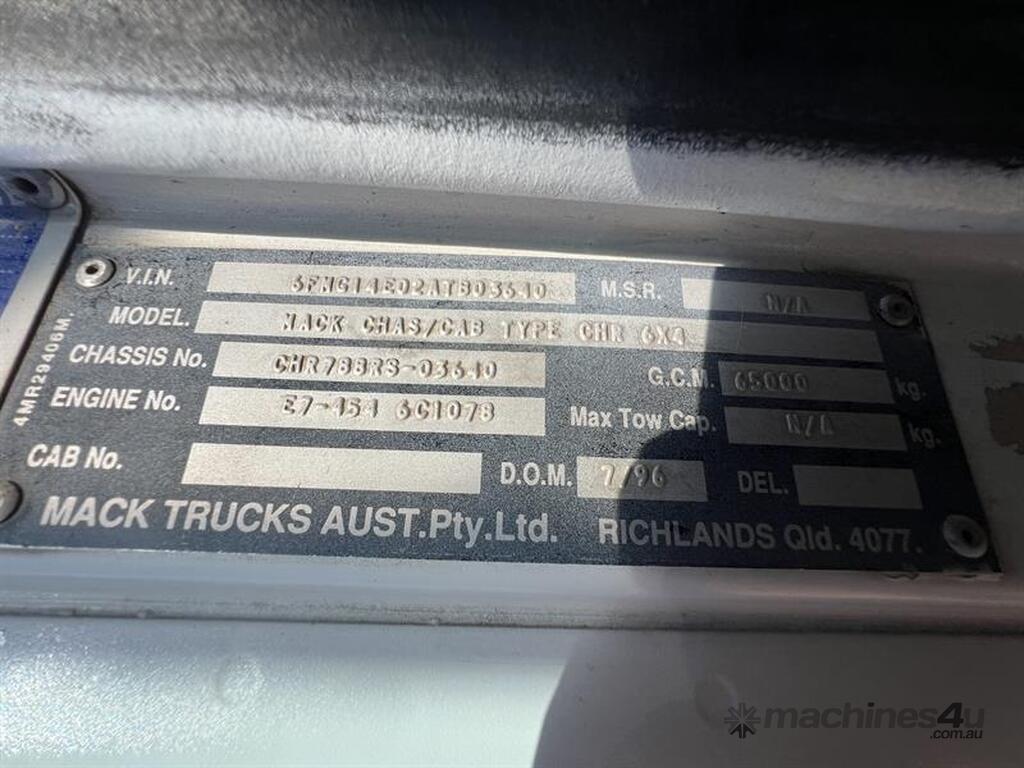 V.I.N. 6FMG14E02ATB03640 M.S.R. N/A
MODEL. MACK CHAS/CAB TYPE CHR 6X4
CHASSIS No. CHR788RS-03640 G.C.M. 65000 kg.
ENGINE No. E7-454 6C1078 Max Tow Cap. N/A kg.
CAB No. D.O.M. 7/96 DEL.
MACK TRUCKS AUST.Pty.Ltd. RICHLANDS Qld. 4077.
4MR29406M.
machines4u
.com.au